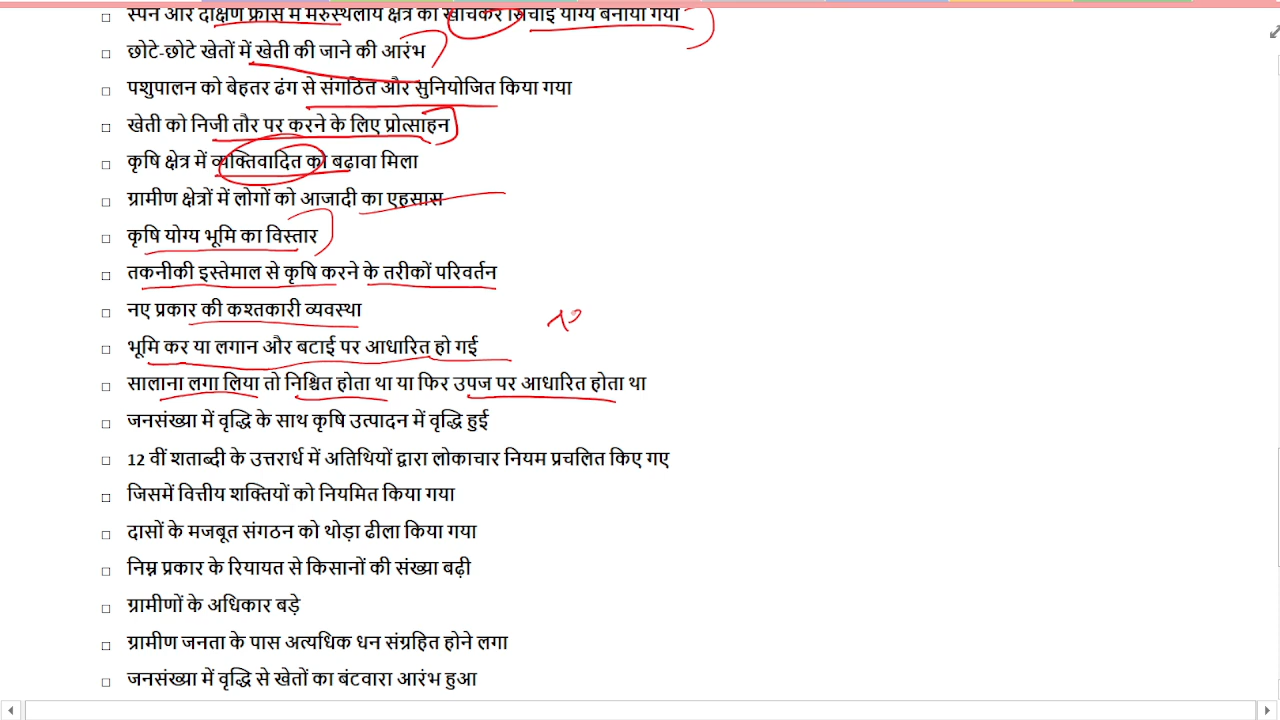 स्पेन और दक्षिण फ्रांस में मरुस्थलीय क्षेत्र को खींचकर सिंचाई योग्य बनाया गया
छोटे-छोटे खेतों में खेती की जाने की आरंभ
पशुपालन को बेहतर ढंग से संगठित और सुनियोजित किया गया
खेती को निजी तौर पर करने के लिए प्रोत्साहन
कृषि क्षेत्र में व्यक्तिवादित को बढ़ावा मिला
ग्रामीण क्षेत्रों में लोगों को आजादी का एहसास
कृषि योग्य भूमि का विस्तार
तकनीकी इस्तेमाल से कृषि करने के तरीकों परिवर्तन
नए प्रकार की कश्तकारी व्यवस्था
भूमि कर या लगान और बटाई पर आधारित हो गई
सालाना लगा लिया तो निश्चित होता था या फिर उपज पर आधारित होता था
जनसंख्या में वृद्धि के साथ कृषि उत्पादन में वृद्धि हुई
12 वीं शताब्दी के उत्तरार्ध में अतिथियों द्वारा लोकाचार नियम प्रचलित किए गए
जिसमें वित्तीय शक्तियों को नियमित किया गया
दासों के मजबूत संगठन को थोड़ा ढीला किया गया
निम्न प्रकार के रियायत से किसानों की संख्या बढ़ी
ग्रामीणों के अधिकार बड़े
ग्रामीण जनता के पास अत्यधिक धन संग्रहित होने लगा
जनसंख्या में वृद्धि से खेतों का बंटवारा आरंभ हुआ